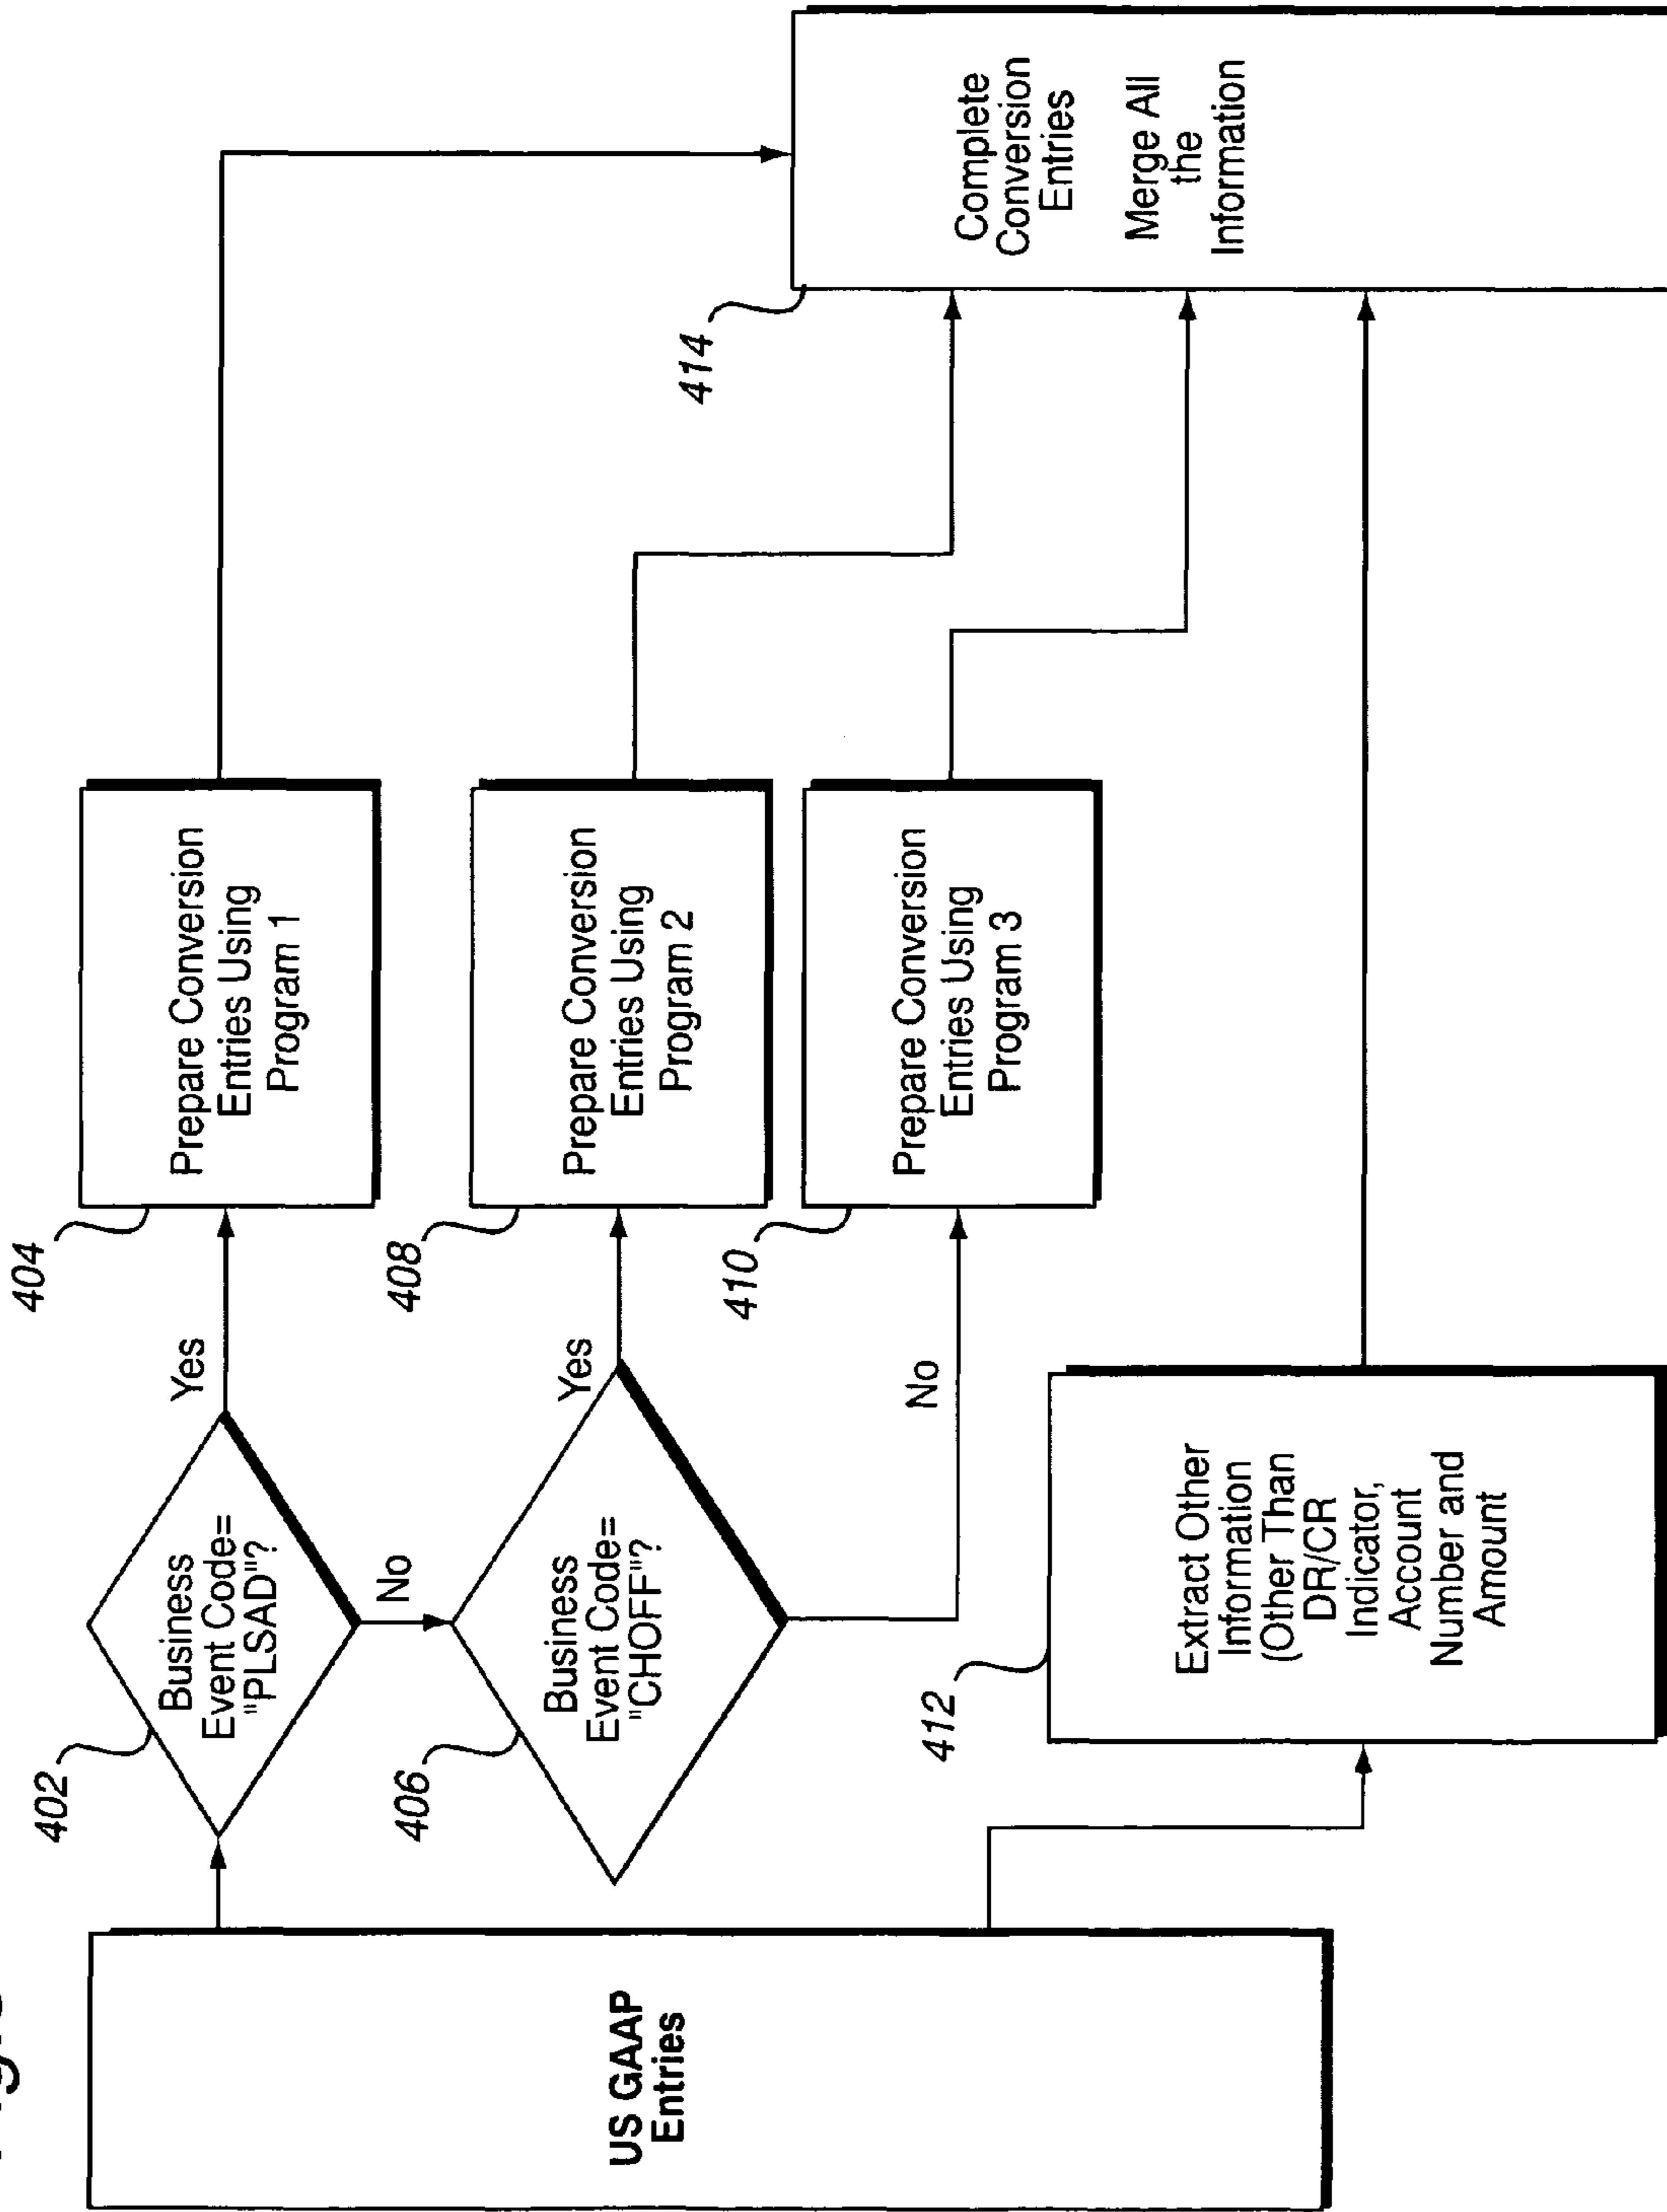 US GAAP
Entries
402
Business
Event Code=
"PLSAD"?
Yes
No
404
Prepare Conversion
Entries Using
Program 1
406
Business
Event Code=
"CHOFF"?
Yes
No
408
Prepare Conversion
Entries Using
Program 2
410
Prepare Conversion
Entries Using
Program 3
412
Extract Other
Information
(Other Than
DR/CR
Indicator,
Account
Number and
Amount
414
Complete
Conversion
Entries
Merge All
the
Information